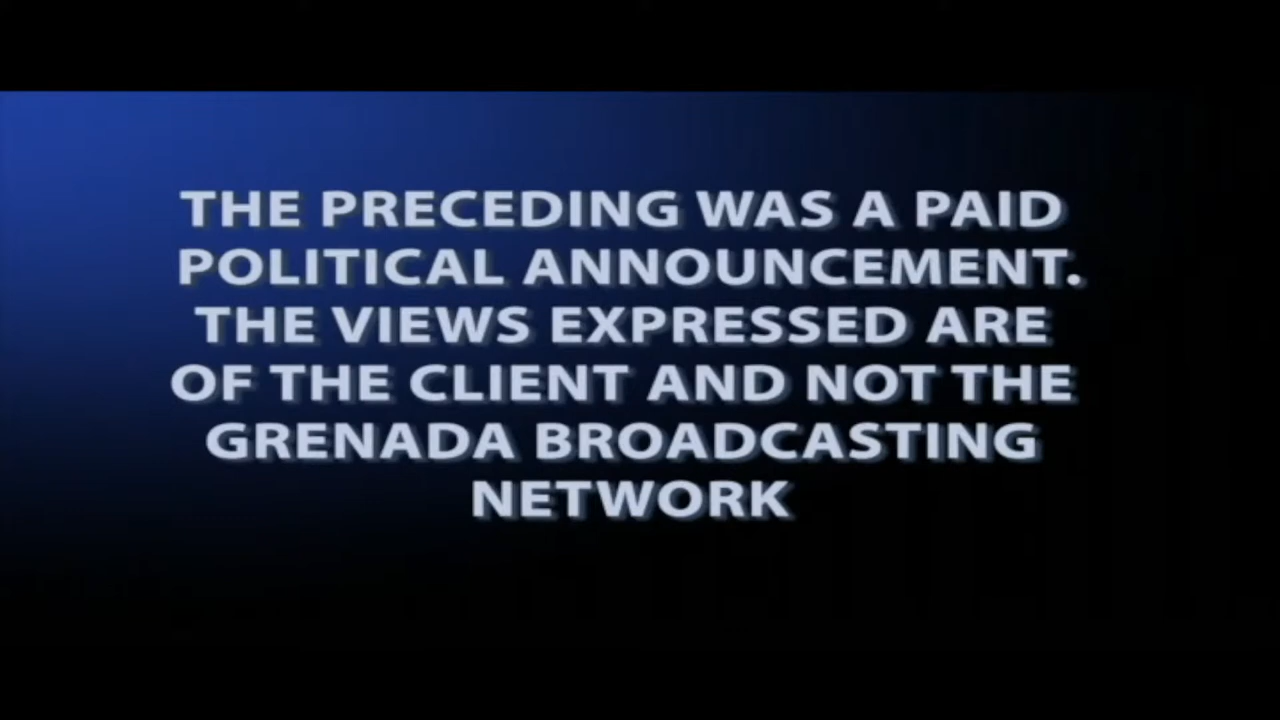 THE PRECEDING WAS A PAID
POLITICAL ANNOUNCEMENT.
THE VIEWS EXPRESSED ARE
OF THE CLIENT AND NOT THE
GRENADA BROADCASTING
NETWORK